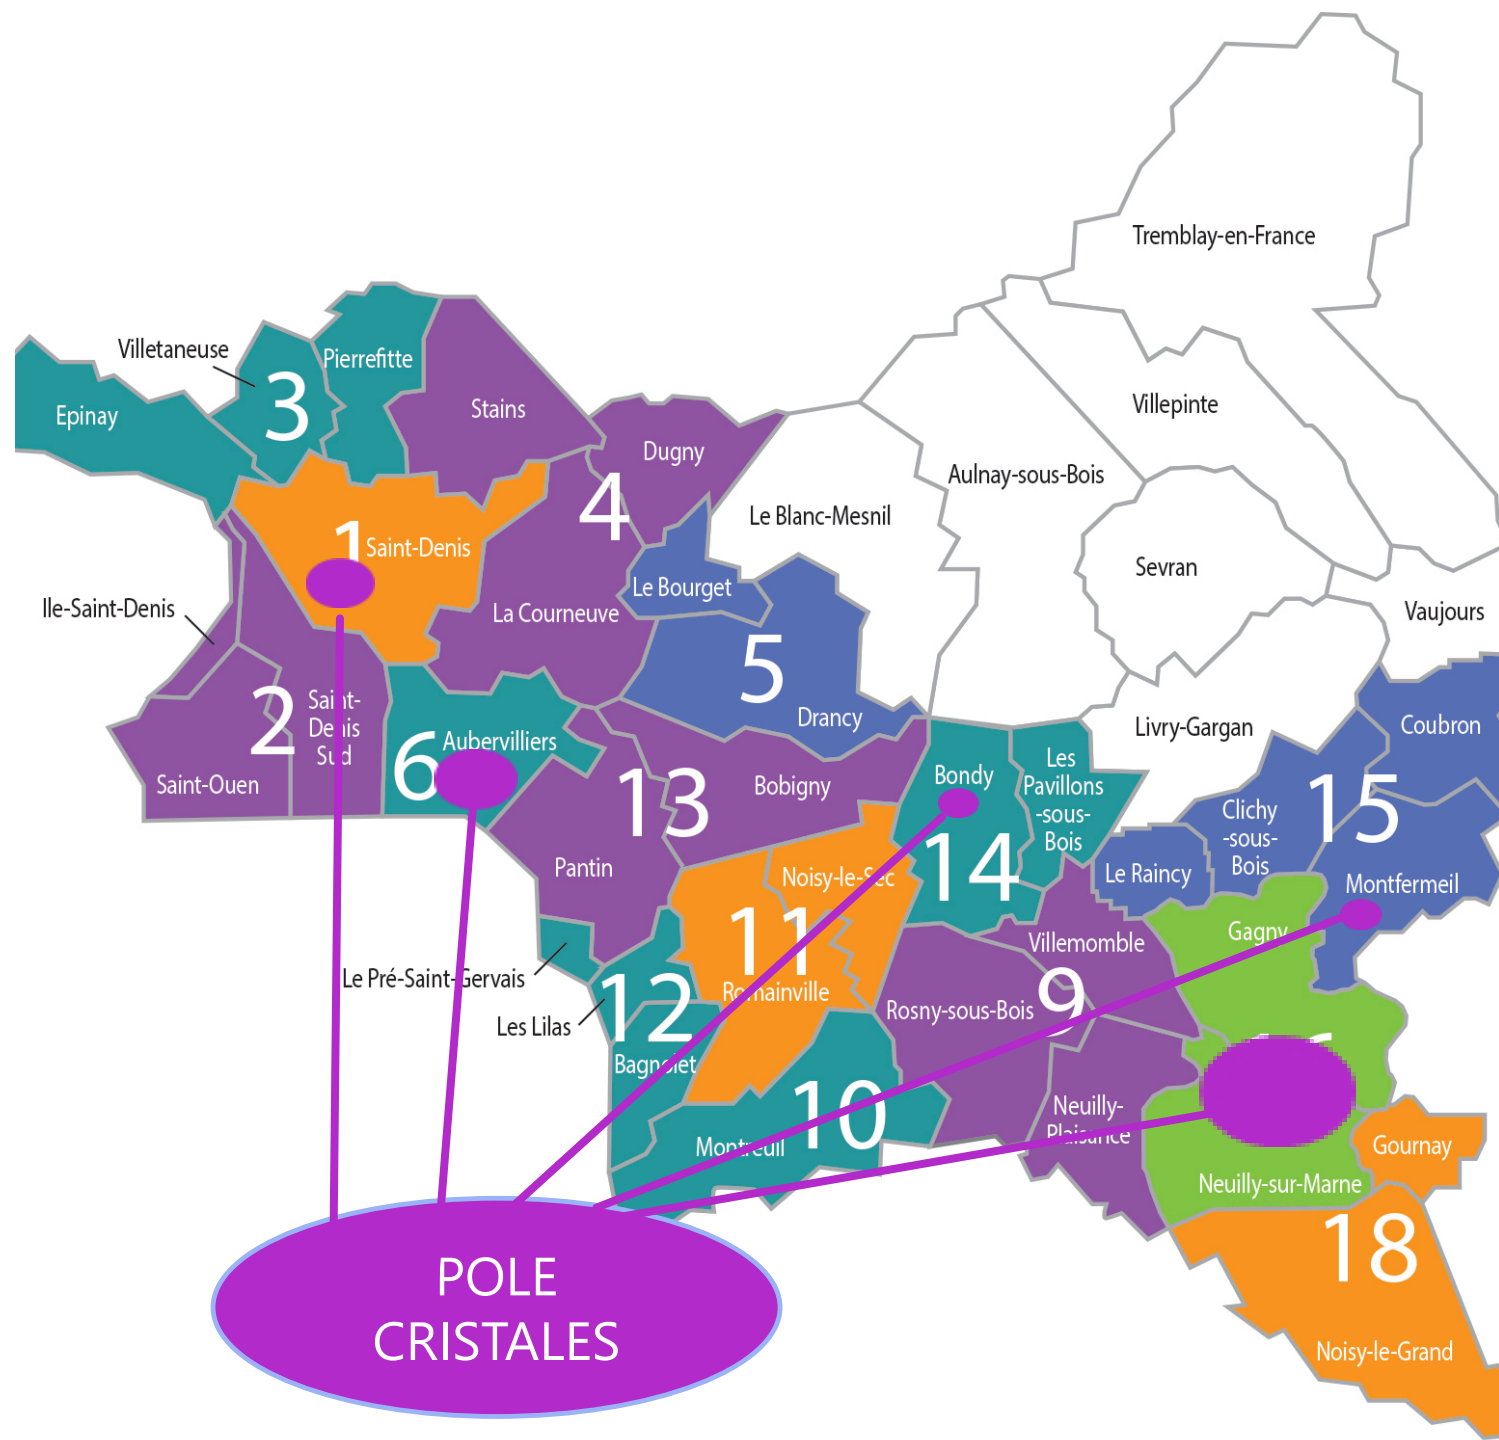 Tremblay-en-France
Villetaneuse
Pierrefitte
3
Epinay
Stains
Villepinte
Dugny
4
Aulnay-sous-Bois
Le Blanc-Mesnil
1
Saint-Denis
Sevran
Le Bourget
Ile-Saint-Denis
La Courneuve
Vaujours
5
2
Saint-
Denis
Sud
Drancy
Livry-Gargan
Coubron
6
Aubervilliers
Saint-Ouen
13
Bobigny
Bondy
Les
Pavillons
-sous-
Bois
15
Clichy
-sous-
Bois
14
Pantin
Noisy-le-Sec
Le Raincy
Montfermeil
11
Gagny
Villemomble
Le Pré-Saint-Gervais
Romainville
12
Rosny-sous-Bois
9
Les Lilas
Bagnolet
Neuilly-
Plaisance
10
Montreuil
Gournay
Neuilly-sur-Marne
18
Noisy-le-Grand
POLE
CRISTALES